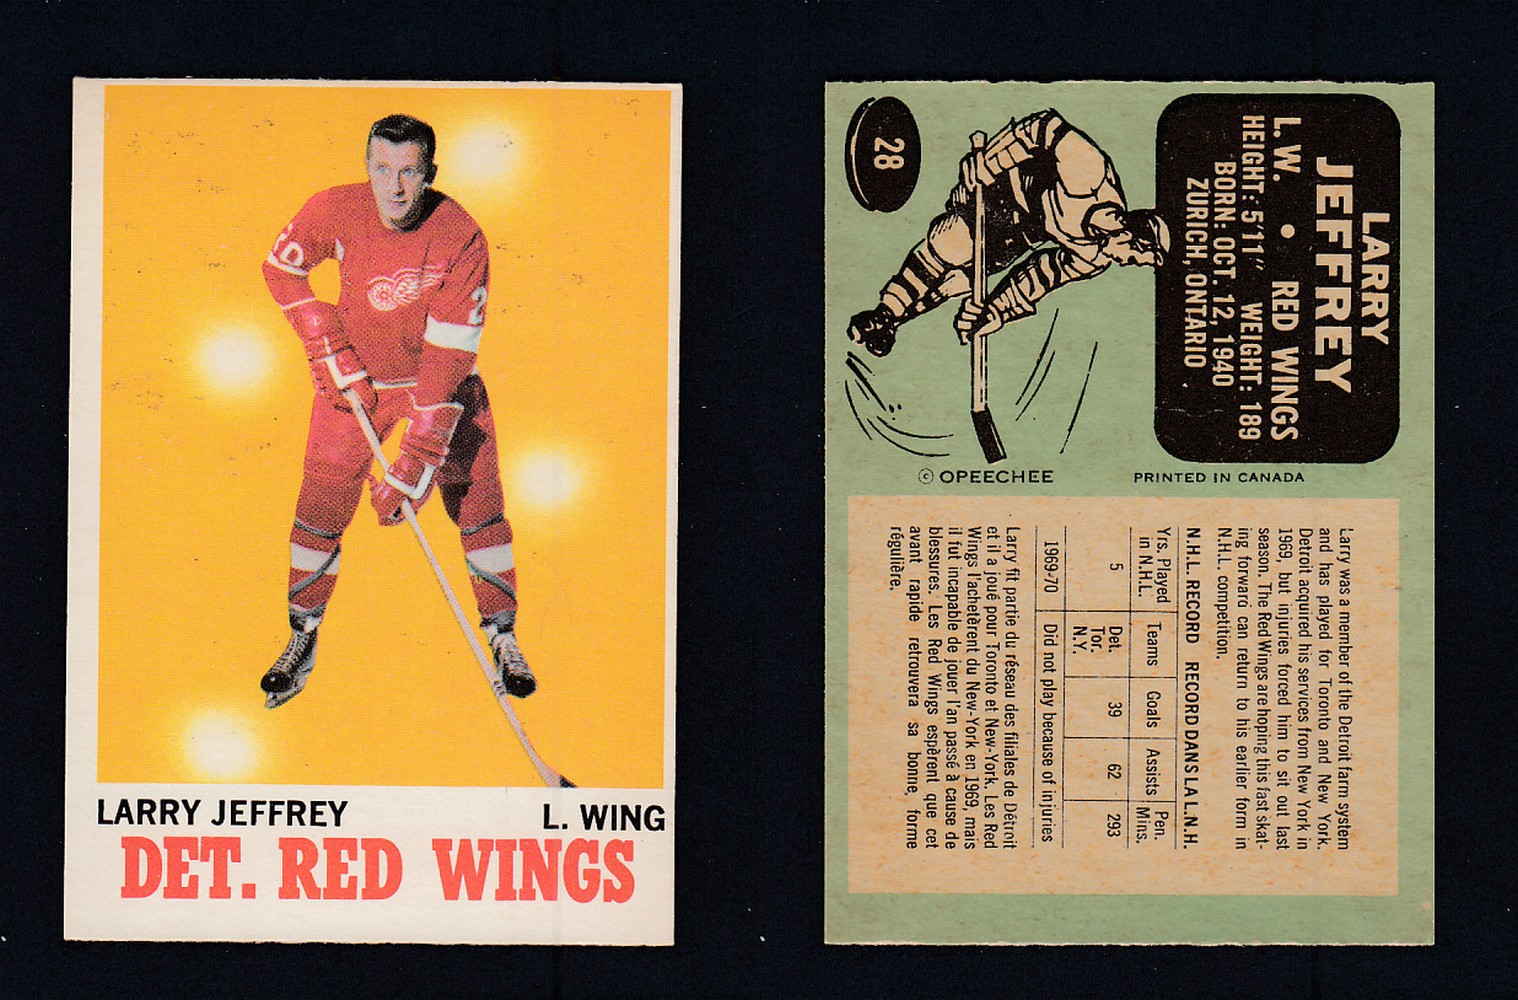 20
2
LARRY JEFFREY L. WING
DET. RED WINGS
28
LARRY
JEFFREY
L.W. • RED WINGS
HEIGHT: 5'11" WEIGHT: 189
BORN: OCT. 12, 1940
ZURICH, ONTARIO
© OPEECHEE PRINTED IN CANADA
Larry was a member of the Detroit farm system
and has played for Toronto and New York.
Detroit acquired his services from New York in
1969, but injuries forced him to sit out last
season. The Red Wings are hoping this fast skat-
ing forward can return to his earlier form in
N.H.L. competition.
N.H.L. RECORD RECORD DANS LA L.N.H.
Yrs. Played in N.H.L. Teams Goals Assists Pen. Mins.
5 Det. Tor. N.Y. 39 62 293
1969-70 Did not play because of injuries
Larry fit partie du réseau des filiales de Détroit
et il a joué pour Toronto et New-York. Les Red
Wings l'achetèrent du New-York en 1969, mais
il fut incapable de jouer l'an passé à cause de
blessures. Les Red Wings espèrent que cet
avant rapide retrouvera sa bonne, forme
régulière.